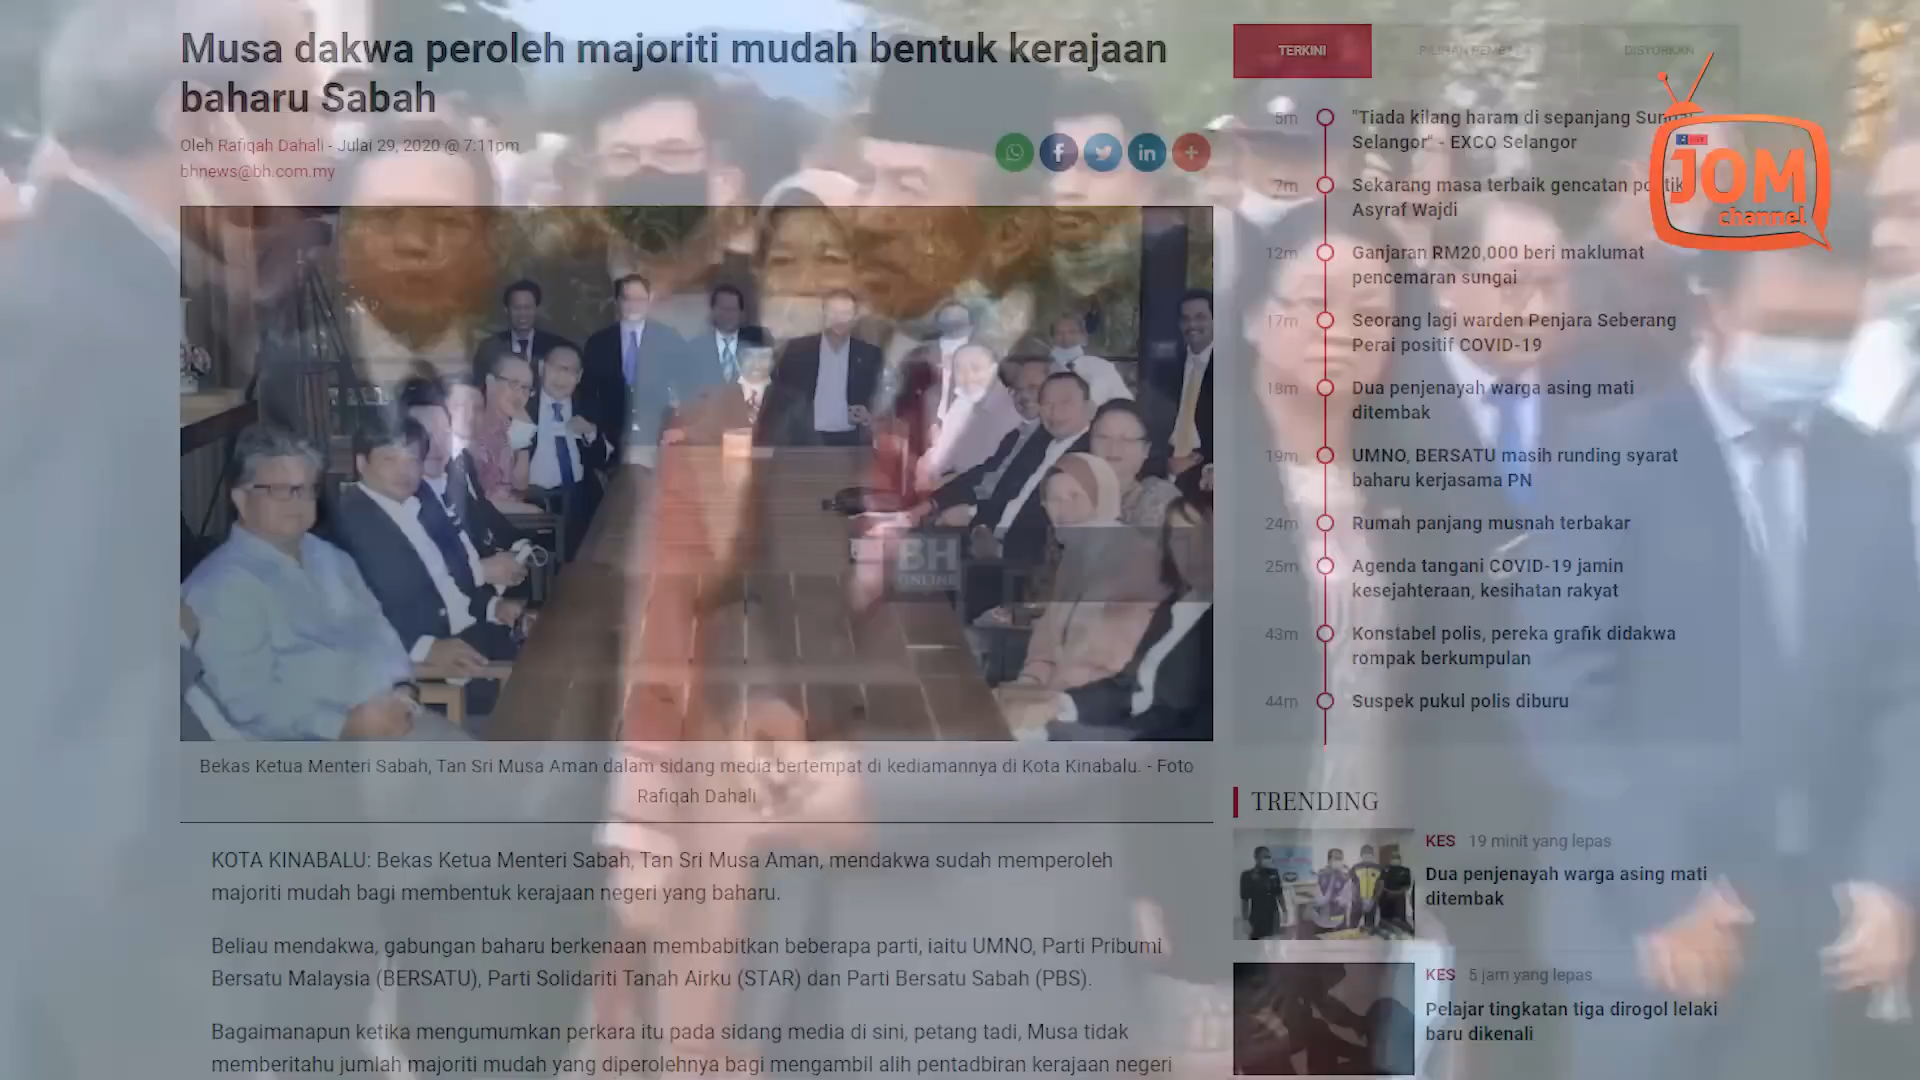 Musa dakwa peroleh majoriti mudah bentuk kerajaan
baharu Sabah
Oleh Rafiqah Dahali - Julai 29, 2020 @ 7:11pm
bhnews@bh.com.my
BH
ONLINE
Bekas Ketua Menteri Sabah, Tan Sri Musa Aman dalam sidang media bertempat di kediamannya di Kota Kinabalu. - Foto
Rafiqah Dahali
KOTA KINABALU: Bekas Ketua Menteri Sabah, Tan Sri Musa Aman, mendakwa sudah memperoleh
majoriti mudah bagi membentuk kerajaan negeri yang baharu.
Beliau mendakwa, gabungan baharu berkenaan membabitkan beberapa parti, iaitu UMNO, Parti Pribumi
Bersatu Malaysia (BERSATU), Parti Solidariti Tanah Airku (STAR) dan Parti Bersatu Sabah (PBS).
Bagaimanapun ketika mengumumkan perkara itu pada sidang media di sini, petang tadi, Musa tidak
memberitahu jumlah majoriti mudah yang diperolehnya bagi mengambil alih pentadbiran kerajaan negeri
TERKINI
DISYORKAN
JOM
channel
5m
"Tiada kilang haram di sepanjang
Selangor" - EXCO Selangor
7m
Sekarang masa terbaik gencatan politik
Asyraf Wajdi
12m
Ganjaran RM20,000 beri maklumat
pencemaran sungai
17m
Seorang lagi warden Penjara Seberang
Perai positif COVID-19
18m
Dua penjenayah warga asing mati
ditembak
19m
UMNO, BERSATU masih runding syarat
baharu kerjasama PN
24m
Rumah panjang musnah terbakar
25m
Agenda tangani COVID-19 jamin
kesejahteraan, kesihatan rakyat
43m
Konstabel polis, pereka grafik didakwa
rompak berkumpulan
44m
Suspek pukul polis diburu
TRENDING
KES 19 minit yang lepas
Dua penjenayah warga asing mati
ditembak
KES 5 jam yang lepas
Pelajar tingkatan tiga dirogol lelaki
baru dikenali